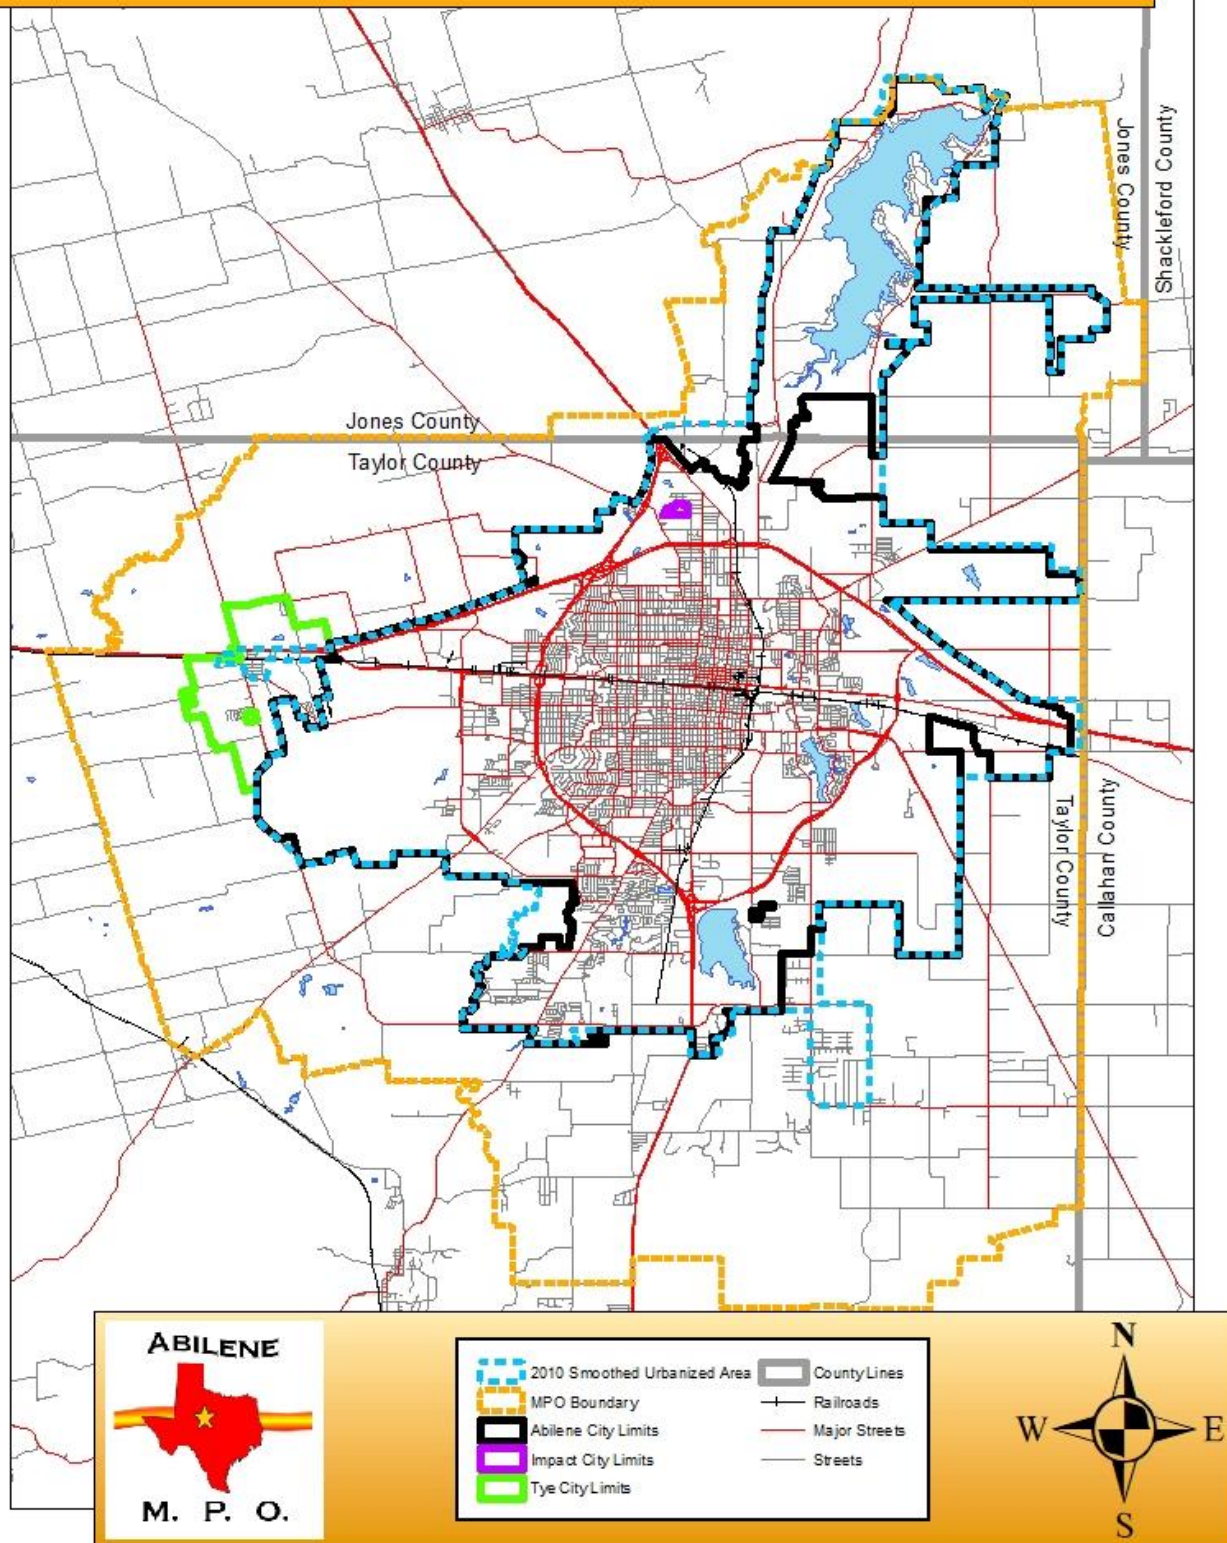 Jones County
Shackleford County
Jones County
Taylor County
Taylor County
Callahan County
ABILENE
M. P. O.
2010 Smoothed Urbanized Area
MPO Boundary
Abilene City Limits
Impact City Limits
Tye City Limits
County Lines
Railroads
Major Streets
Streets
N
W
E
S